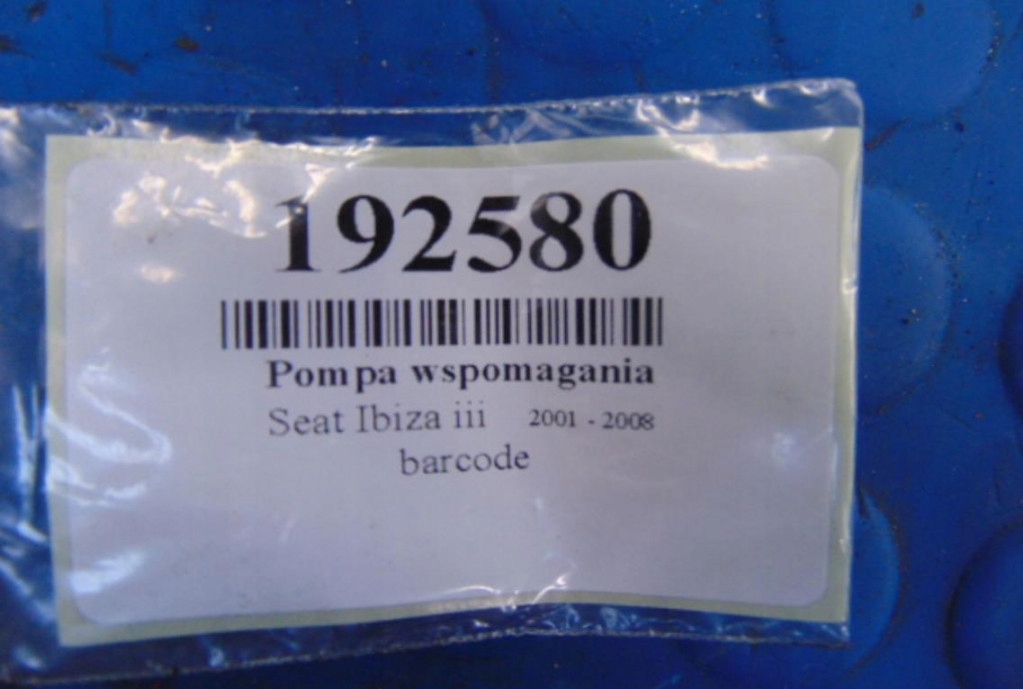 192580
Pompa wspomagania
Seat Ibiza iii 2001 - 2008
barcode